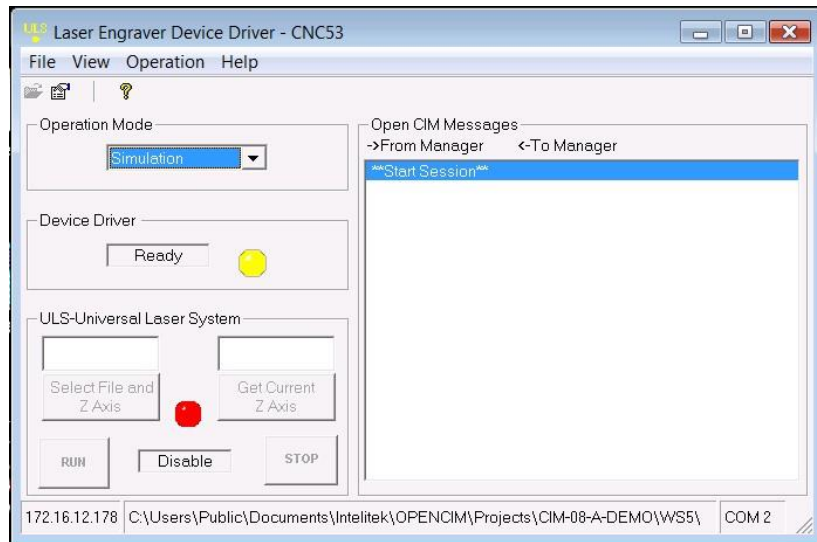 ULS Laser Engraver Device Driver - CNC53
File View Operation Help
Operation Mode
Simulation
Device Driver
Ready
ULS-Universal Laser System
Select File and
Z Axis
Get Current
Z Axis
RUN
Disable
STOP
Open CIM Messages
->From Manager <-To Manager
**Start Session**
172.16.12.178 C:\Users\Public\Documents\Intelitek\OPENCIM\Projects\CIM-08-A-DEMO\WS5\ COM 2